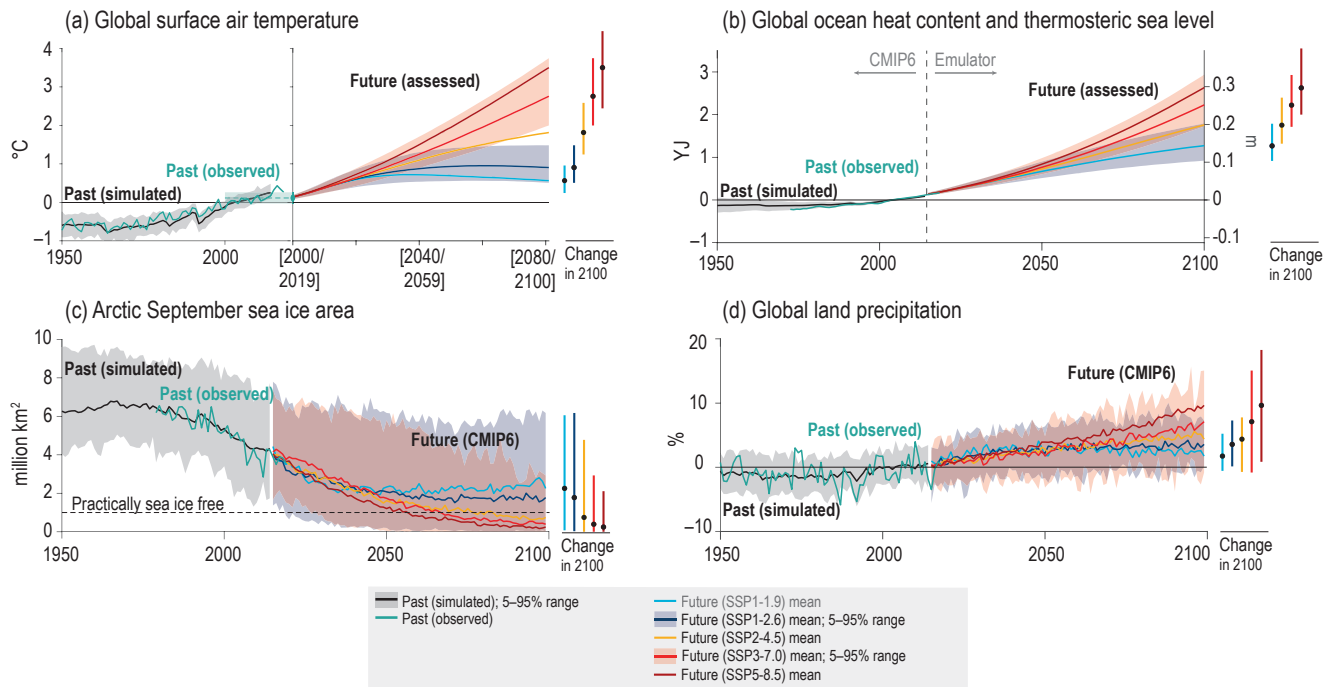 (a) Global surface air temperature
4
3
2
1
0
−1
°C
Future (assessed)
Past (observed)
Past (simulated)
1950
2000
[2000/
2019]
[2040/
2059]
[2080/
2100]
Change
in 2100
(b) Global ocean heat content and thermosteric sea level
3
2
1
0
−1
YJ
CMIP6
Emulator
Future (assessed)
Past (observed)
Past (simulated)
0.3
0.2
0.1
0
-0.1
m
1950
2000
2050
2100
Change
in 2100
(c) Arctic September sea ice area
10
8
6
4
2
0
million km²
Past (simulated)
Past (observed)
Future (CMIP6)
Practically sea ice free
1950
2000
2050
2100
Change
in 2100
(d) Global land precipitation
20
10
0
−10
%
Future (CMIP6)
Past (observed)
Past (simulated)
1950
2000
2050
2100
Change
in 2100
Past (simulated); 5–95% range
Past (observed)
Future (SSP1-1.9) mean
Future (SSP1-2.6) mean; 5–95% range
Future (SSP2-4.5) mean
Future (SSP3-7.0) mean; 5–95% range
Future (SSP5-8.5) mean